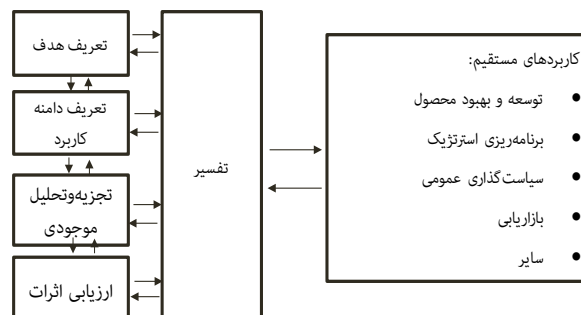 تعریف هدف
تعریف دامنه
کاربرد
تجزیه‌وتحلیل
موجودی
ارزیابی اثرات
تفسیر
کاربردهای مستقیم:
● توسعه و بهبود محصول
● برنامه‌ریزی استرتژیک
● سیاست‌گذاری عمومی
● بازاریابی
● سایر